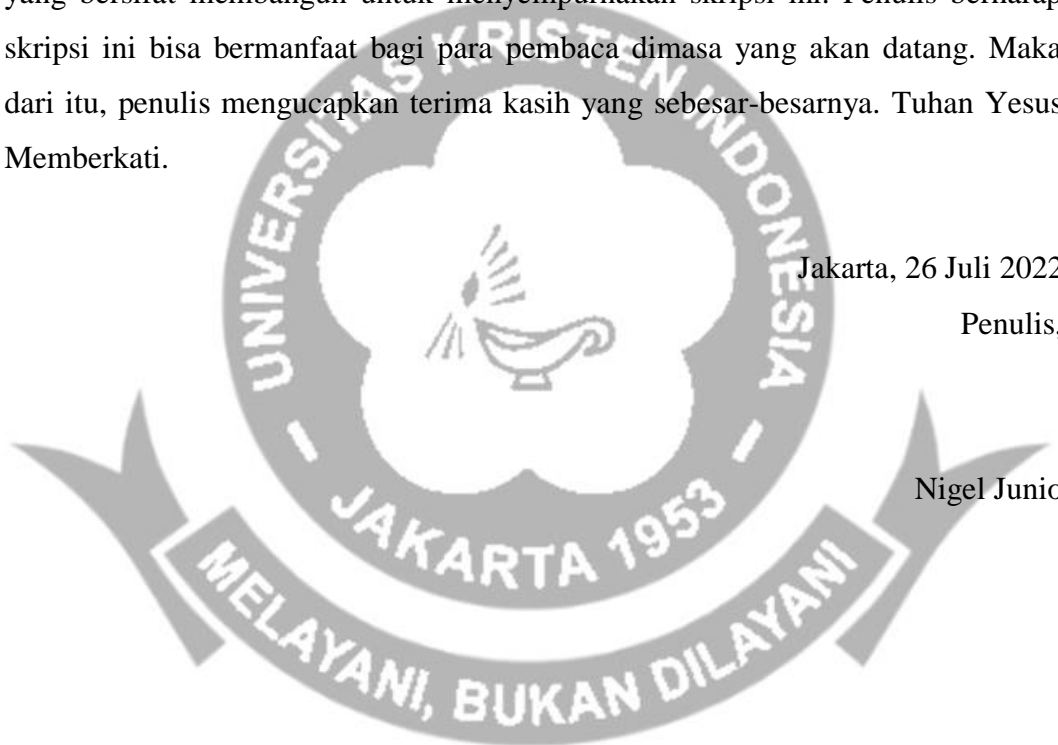 yang bersifat membangun untuk menyempurnakan skripsi ini. Penulis berharap
skripsi ini bisa bermanfaat bagi para pembaca dimasa yang akan datang. Maka
dari itu, penulis mengucapkan terima kasih yang sebesar-besarnya. Tuhan Yesus
Memberkati.
UNIVERSITAS KRISTEN INDONESIA
Jakarta, 26 Juli 2022
Penulis,
Nigel Junio
- JAKARTA 1953 -
MELAYANI, BUKAN DILAYANI